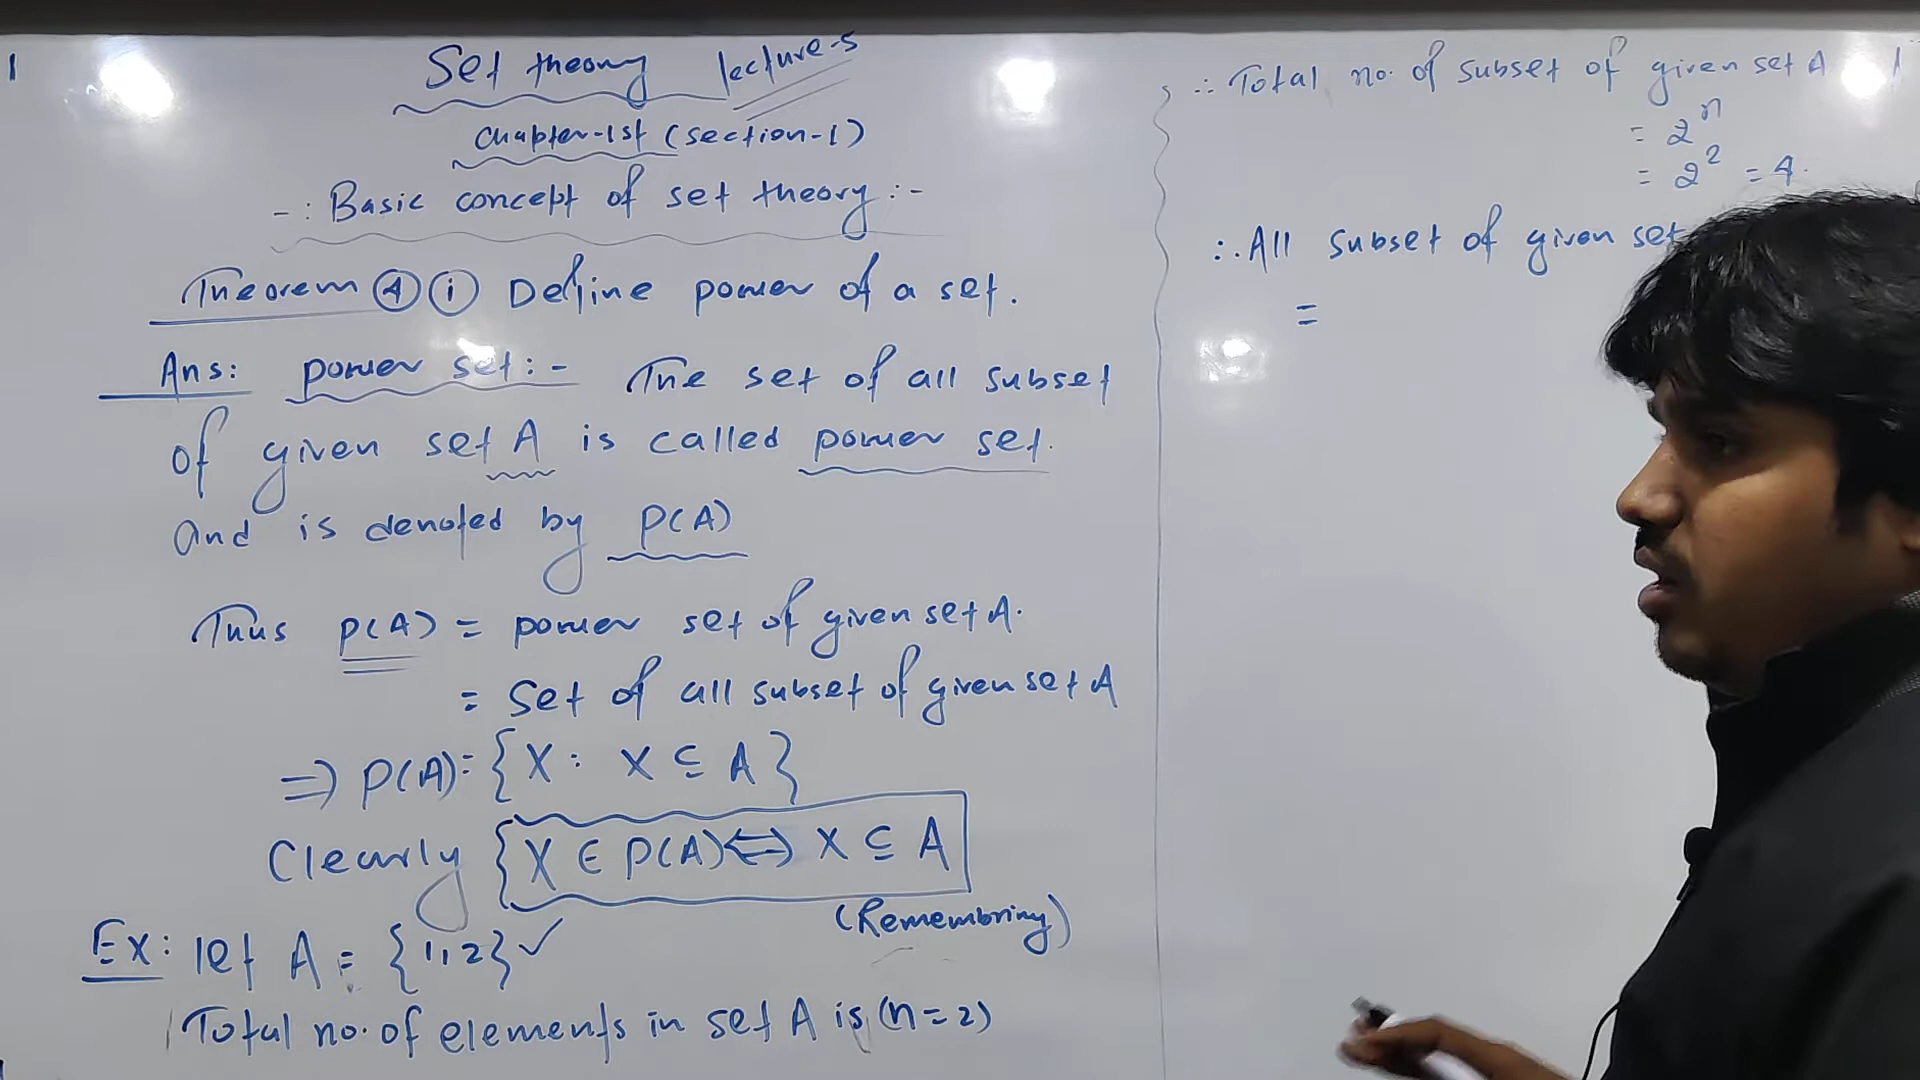 Set theory lecture-5
Chapter-1st (section-1)
-: Basic concept of set theory :-
Theorem ④ ⓘ Define power of a set.
Ans: power set:- The set of all subset
of given set A is called power set.
and is denoted by P(A)
Thus P(A) = power set of given set A.
= set of all subset of given set A
⇒ P(A) = {X : X ⊆ A}
Clearly {X ∈ P(A) ⟺ X ⊆ A
(Remembring)
Ex: let A = {1,2} ✓
Total no. of elements in set A is (n=2)
∴ Total no. of subset of given set A
= 2ⁿ
= 2² = 4.
∴ All subset of given set
=